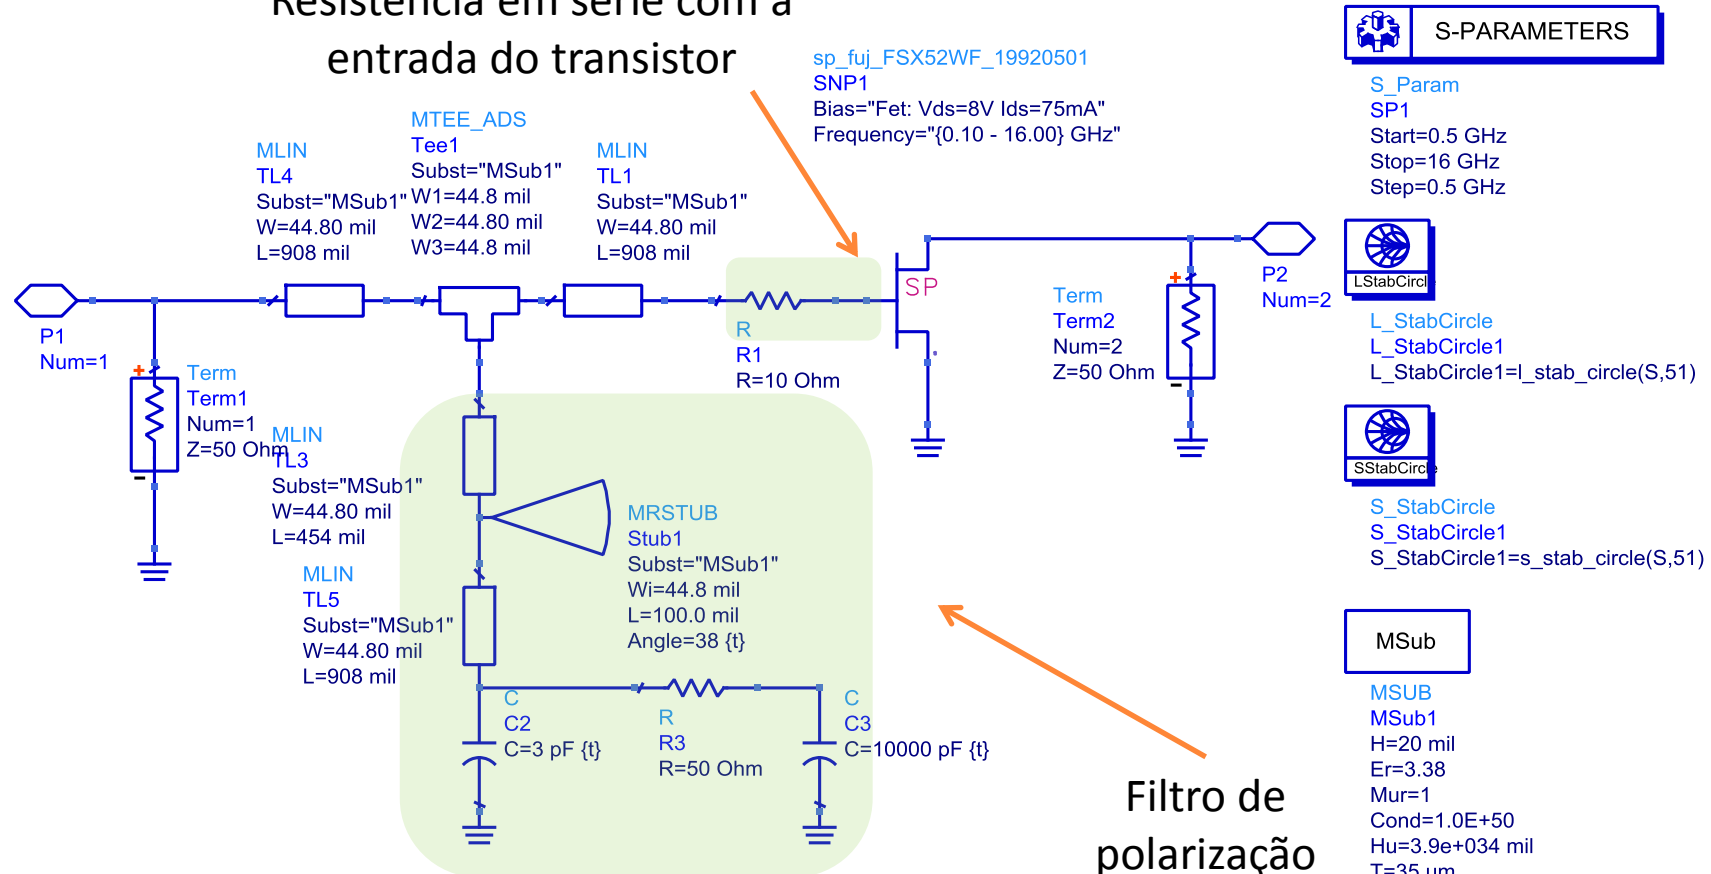 Resistência em série com a
entrada do transistor
sp_fuj_FSX52WF_19920501
SNP1
Bias="Fet: Vds=8V Ids=75mA"
Frequency="{0.10 - 16.00} GHz"
S-PARAMETERS
S_Param
SP1
Start=0.5 GHz
Stop=16 GHz
Step=0.5 GHz
MLIN
TL4
Subst="MSub1"
W=44.80 mil
L=908 mil
MTEE_ADS
Tee1
Subst="MSub1"
W1=44.8 mil
W2=44.80 mil
W3=44.8 mil
MLIN
TL1
Subst="MSub1"
W=44.80 mil
L=908 mil
SP
P1
Num=1
Term
Term1
Num=1
Z=50 Ohm
R
R1
R=10 Ohm
Term
Term2
Num=2
Z=50 Ohm
P2
Num=2
LStabCircl
L_StabCircle
L_StabCircle1
L_StabCircle1=l_stab_circle(S,51)
SStabCircle
S_StabCircle
S_StabCircle1
S_StabCircle1=s_stab_circle(S,51)
MLIN
TL3
Subst="MSub1"
W=44.80 mil
L=454 mil
MRSTUB
Stub1
Subst="MSub1"
Wi=44.8 mil
L=100.0 mil
Angle=38 {t}
MLIN
TL5
Subst="MSub1"
W=44.80 mil
L=908 mil
C
C2
C=3 pF {t}
R
R3
R=50 Ohm
C
C3
C=10000 pF {t}
Filtro de
polarização
MSub
MSUB
MSub1
H=20 mil
Er=3.38
Mur=1
Cond=1.0E+50
Hu=3.9e+034 mil
T=35 um